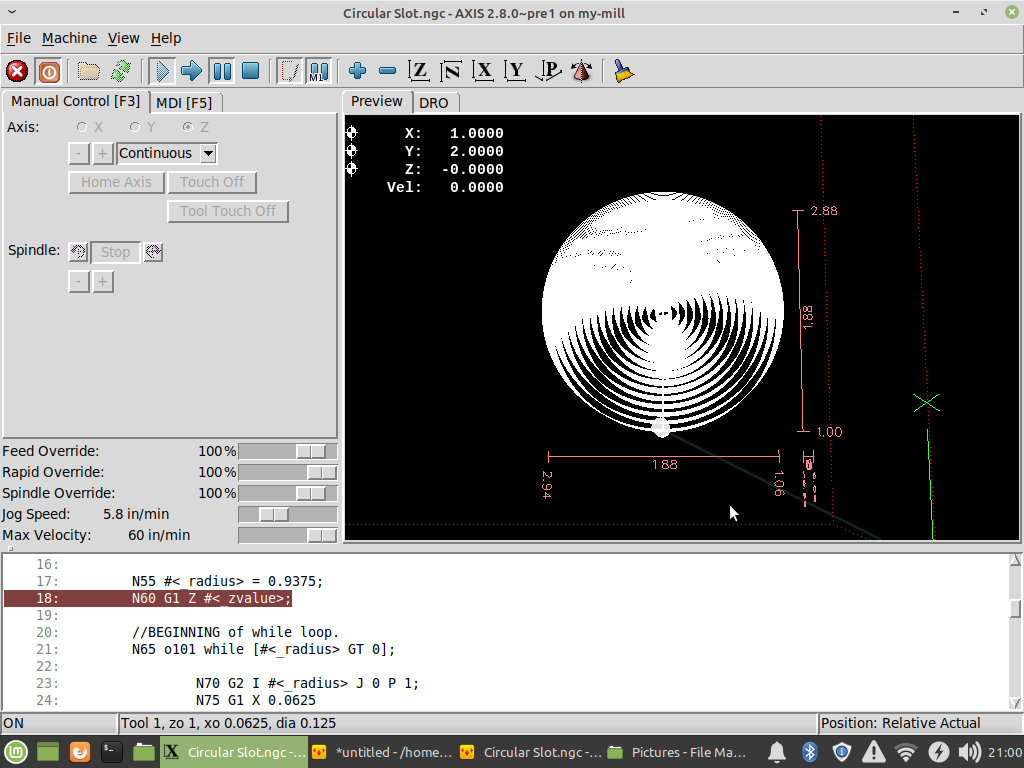 Circular Slot.ngc - AXIS 2.8.0~pre1 on my-mill
File Machine View Help
Z N X Y P
M1
Manual Control [F3] MDI [F5]
Axis: X Y Z
- + Continuous
Home Axis Touch Off
Tool Touch Off
Spindle: Stop
- +
Feed Override: 100%
Rapid Override: 100%
Spindle Override: 100%
Jog Speed: 5.8 in/min
Max Velocity: 60 in/min
Preview DRO
X: 1.0000
Y: 2.0000
Z: -0.0000
Vel: 0.0000
2.88
1.88
1.00
1.88
2.94
1.06
16:
17: N55 #<_radius> = 0.9375;
18: N60 G1 Z #<_zvalue>;
19:
20: //BEGINNING of while loop.
21: N65 o101 while [#<_radius> GT 0];
22:
23: N70 G2 I #<_radius> J 0 P 1;
24: N75 G1 X 0.0625
ON Tool 1, zo 1, xo 0.0625, dia 0.125 Position: Relative Actual
Circular Slot.ngc -... *untitled - /home... Circular Slot.ngc -... Pictures - File Ma... 21:00